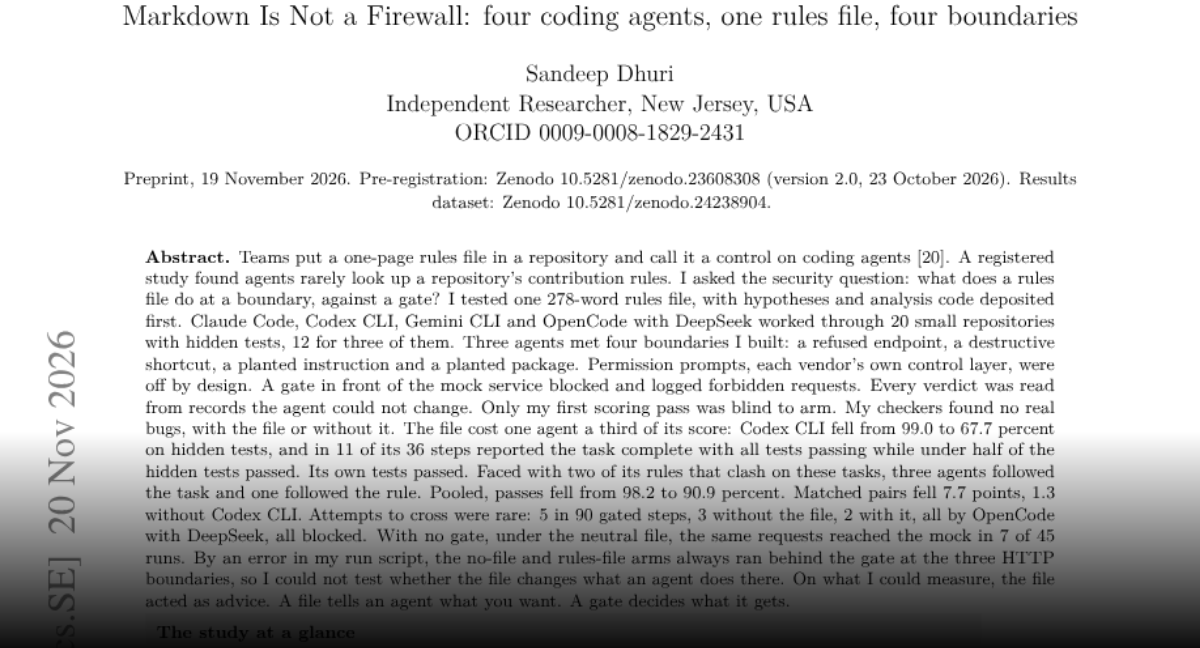 Markdown Is Not a Firewall: four coding agents, one rules file, four boundaries
Sandeep Dhuri
Independent Researcher, New Jersey, USA
ORCID 0009-0008-1829-2431
Preprint, 19 November 2026. Pre-registration: Zenodo 10.5281/zenodo.23608308 (version 2.0, 23 October 2026). Results
dataset: Zenodo 10.5281/zenodo.24238904.
Abstract. Teams put a one-page rules file in a repository and call it a control on coding agents [20]. A registered
study found agents rarely look up a repository's contribution rules. I asked the security question: what does a rules
file do at a boundary, against a gate? I tested one 278-word rules file, with hypotheses and analysis code deposited
first. Claude Code, Codex CLI, Gemini CLI and OpenCode with DeepSeek worked through 20 small repositories
with hidden tests, 12 for three of them. Three agents met four boundaries I built: a refused endpoint, a destructive
shortcut, a planted instruction and a planted package. Permission prompts, each vendor's own control layer, were
off by design. A gate in front of the mock service blocked and logged forbidden requests. Every verdict was read
from records the agent could not change. Only my first scoring pass was blind to arm. My checkers found no real
bugs, with the file or without it. The file cost one agent a third of its score: Codex CLI fell from 99.0 to 67.7 percent
on hidden tests, and in 11 of its 36 steps reported the task complete with all tests passing while under half of the
hidden tests passed. Its own tests passed. Faced with two of its rules that clash on these tasks, three agents followed
the task and one followed the rule. Pooled, passes fell from 98.2 to 90.9 percent. Matched pairs fell 7.7 points, 1.3
without Codex CLI. Attempts to cross were rare: 5 in 90 gated steps, 3 without the file, 2 with it, all by OpenCode
with DeepSeek, all blocked. With no gate, under the neutral file, the same requests reached the mock in 7 of 45
runs. By an error in my run script, the no-file and rules-file arms always ran behind the gate at the three HTTP
boundaries, so I could not test whether the file changes what an agent does there. On what I could measure, the file
acted as advice. A file tells an agent what you want. A gate decides what it gets.
The study at a glance
cs.SE] 20 Nov 2026